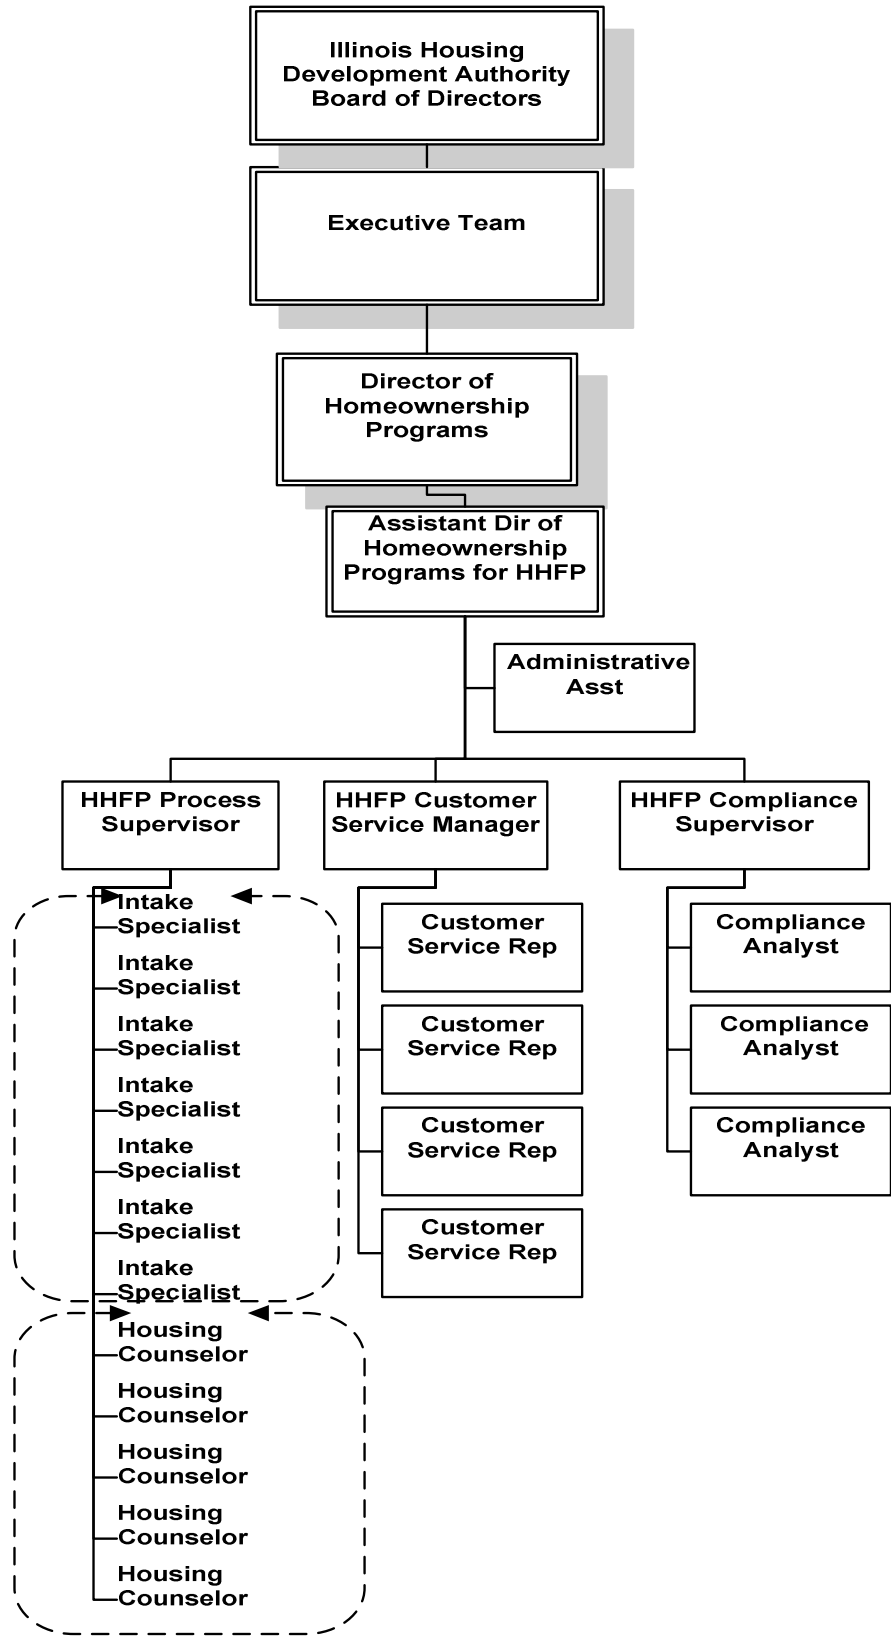 Illinois Housing
Development Authority
Board of Directors
Executive Team
Director of
Homeownership
Programs
Assistant Dir of
Homeownership
Programs for HHFP
Administrative
Asst
HHFP Process
Supervisor
HHFP Customer
Service Manager
HHFP Compliance
Supervisor
Intake
Specialist
Intake
Specialist
Intake
Specialist
Intake
Specialist
Intake
Specialist
Intake
Specialist
Intake
Specialist
Housing
Counselor
Housing
Counselor
Housing
Counselor
Housing
Counselor
Housing
Counselor
Customer
Service Rep
Customer
Service Rep
Customer
Service Rep
Customer
Service Rep
Compliance
Analyst
Compliance
Analyst
Compliance
Analyst